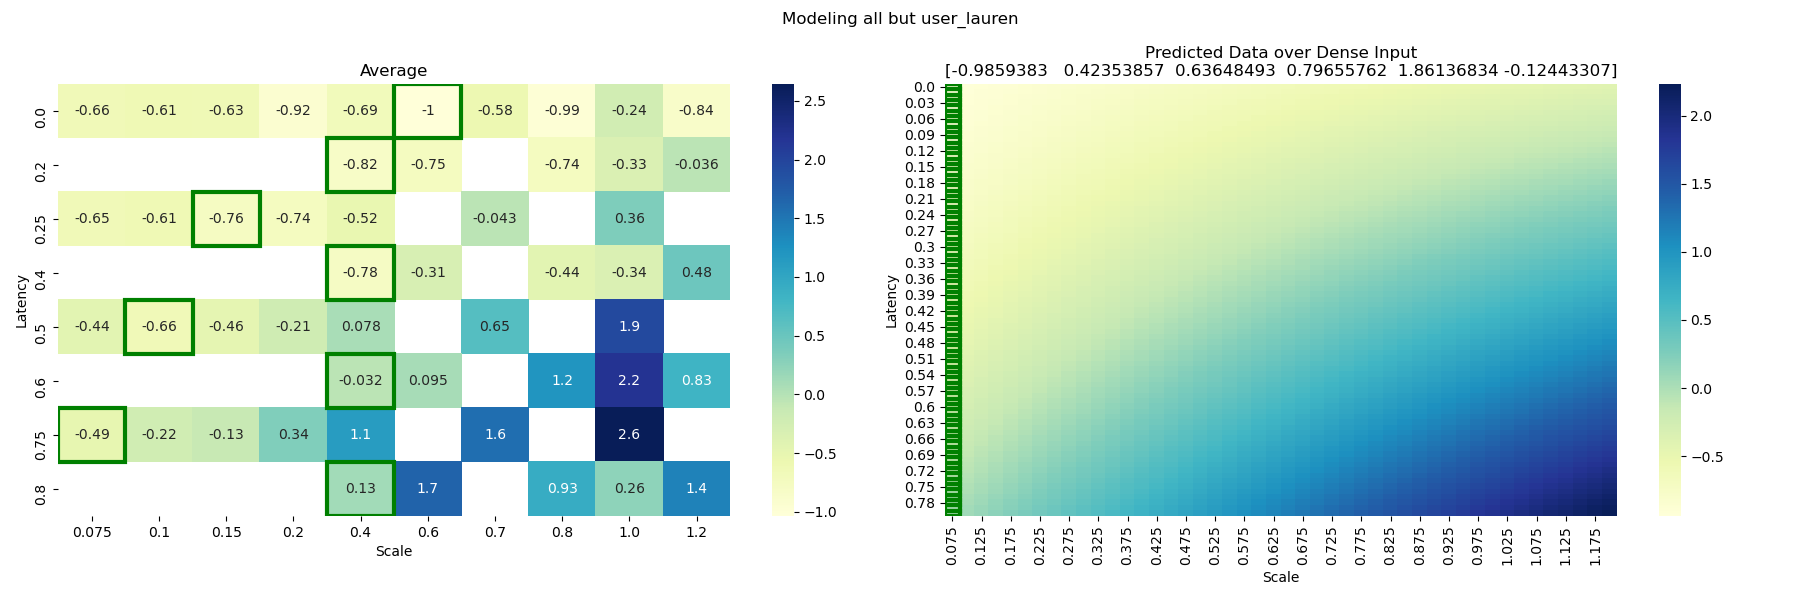 Modeling all but user_lauren
Average
0.0 -0.66 -0.61 -0.63 -0.92 -0.69 -1 -0.58 -0.99 -0.24 -0.84
0.2 -0.82 -0.75 -0.74 -0.33 -0.036
0.25 -0.65 -0.61 -0.76 -0.74 -0.52 -0.043 0.36
0.4 -0.78 -0.31 -0.44 -0.34 0.48
0.5 -0.44 -0.66 -0.46 -0.21 0.078 0.65 1.9
0.6 -0.032 0.095 1.2 2.2 0.83
0.75 -0.49 -0.22 -0.13 0.34 1.1 1.6 2.6
0.8 0.13 1.7 0.93 0.26 1.4
0.075 0.1 0.15 0.2 0.4 0.6 0.7 0.8 1.0 1.2
Scale
Latency
2.5
2.0
1.5
1.0
0.5
0.0
−0.5
−1.0
Predicted Data over Dense Input
[-0.9859383 0.42353857 0.63648493 0.79655762 1.86136834 -0.12443307]
0.0
0.03
0.06
0.09
0.12
0.15
0.18
0.21
0.24
0.27
0.3
0.33
0.36
0.39
0.42
0.45
0.48
0.51
0.54
0.57
0.6
0.63
0.66
0.69
0.72
0.75
0.78
Latency
0.075 0.125 0.175 0.225 0.275 0.325 0.375 0.425 0.475 0.525 0.575 0.625 0.675 0.725 0.775 0.825 0.875 0.925 0.975 1.025 1.075 1.125 1.175
Scale
2.0
1.5
1.0
0.5
0.0
−0.5